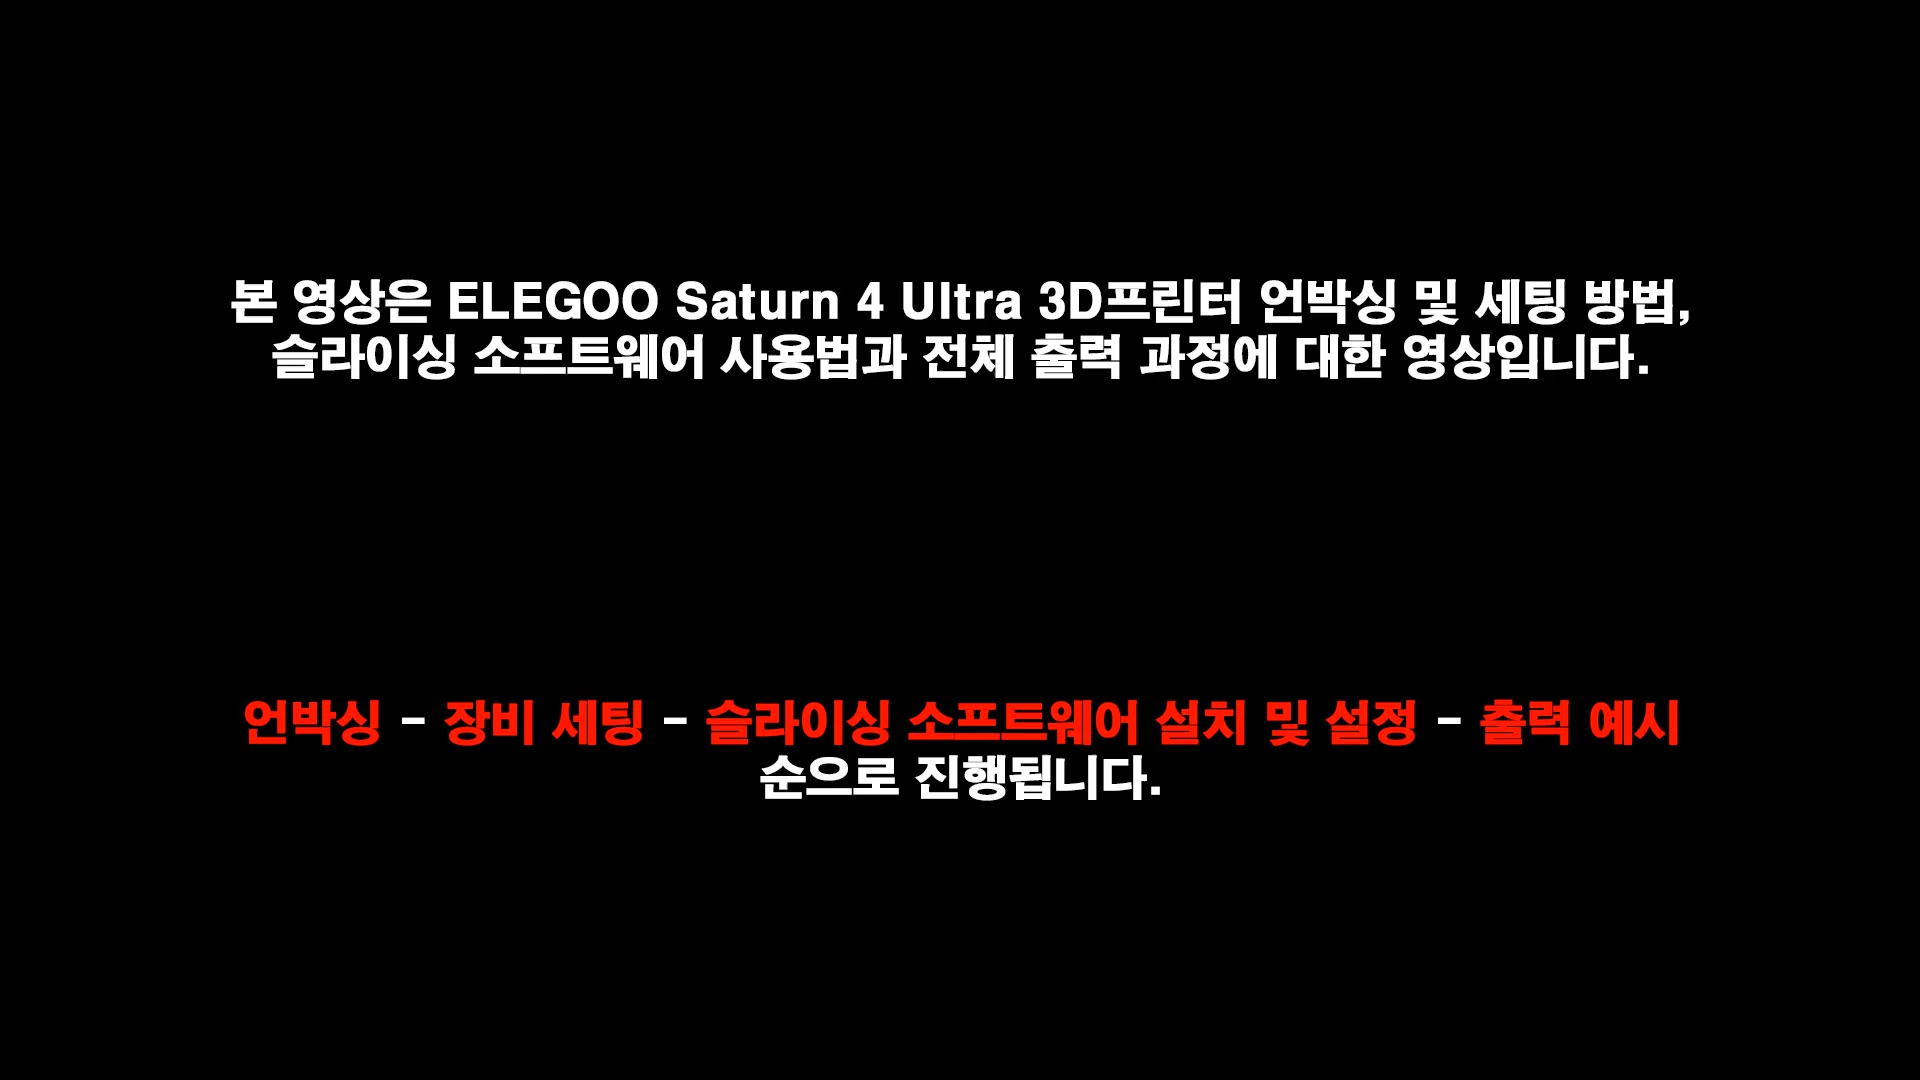 본 영상은 ELEGOO Saturn 4 Ultra 3D프린터 언박싱 및 세팅 방법,
슬라이싱 소프트웨어 사용법과 전체 출력 과정에 대한 영상입니다.
언박싱 - 장비 세팅 - 슬라이싱 소프트웨어 설치 및 설정 - 출력 예시
순으로 진행됩니다.